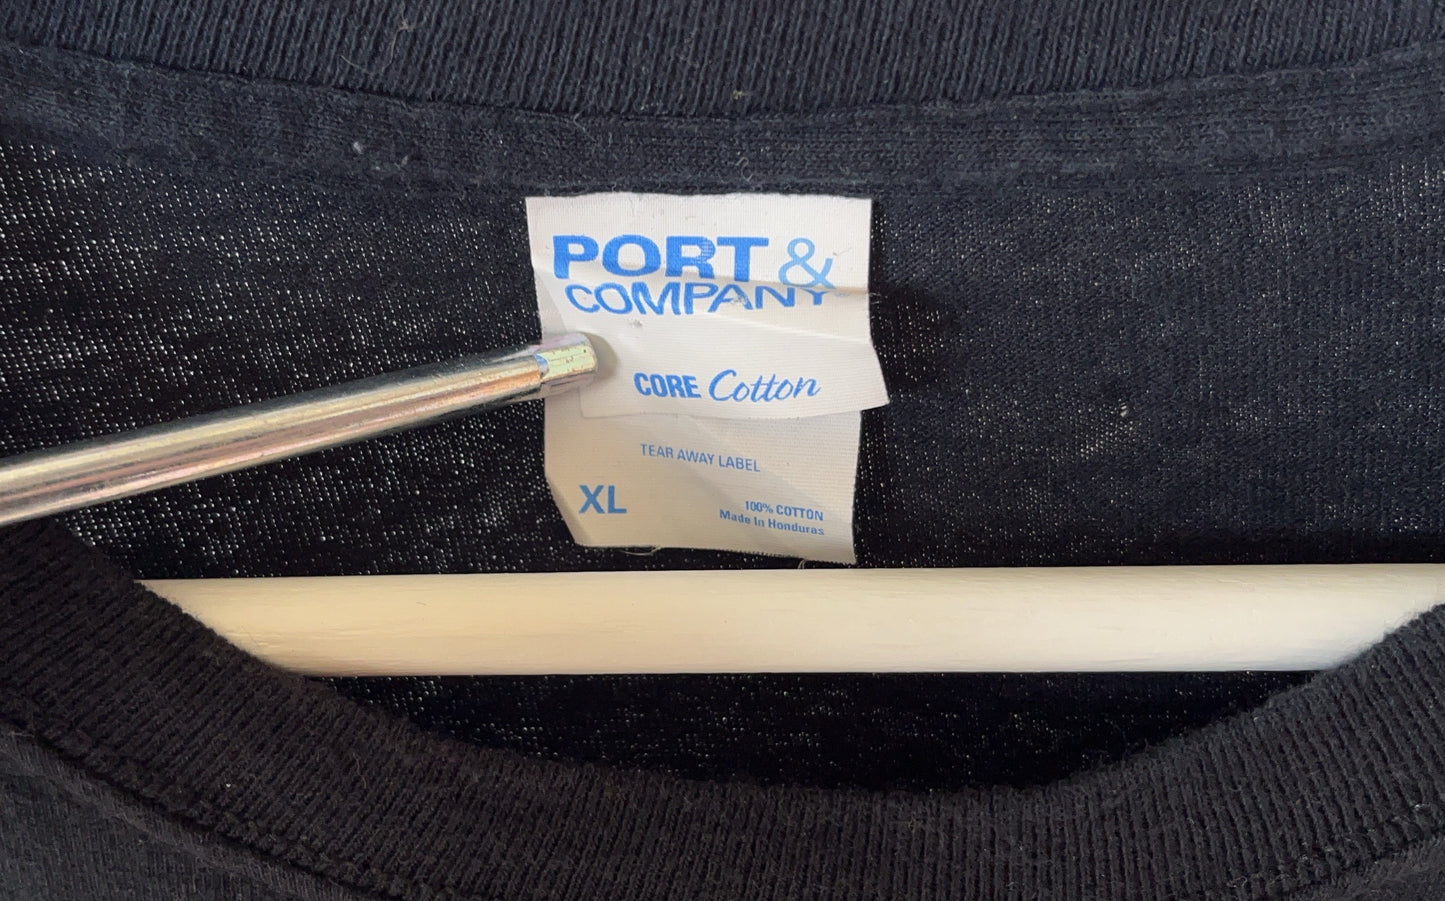 PORT &
COMPANY
CORE Cotton
TEAR AWAY LABEL
XL
100% COTTON
Made In Honduras